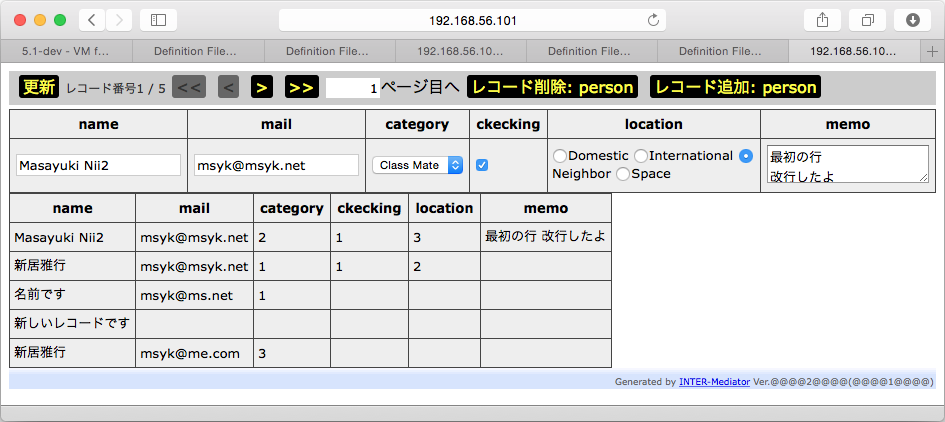 192.168.56.101
5.1-dev - VM f... Definition File... Definition File... 192.168.56.10... Definition File... Definition File... 192.168.56.10...
更新 レコード番号1 / 5 << < > >> 1 ページ目へ レコード削除: person レコード追加: person
name mail category ckecking location memo
Masayuki Nii2 msyk@msyk.net Class Mate Domestic International Neighbor Space 最初の行
改行したよ
name mail category ckecking location memo
Masayuki Nii2 msyk@msyk.net 2 1 3 最初の行 改行したよ
新居雅行 msyk@msyk.net 1 1 2
名前です msyk@ms.net 1
新しいレコードです
新居雅行 msyk@me.com 3
Generated by INTER-Mediator Ver.@@@@2@@@@(@@@@1@@@@)